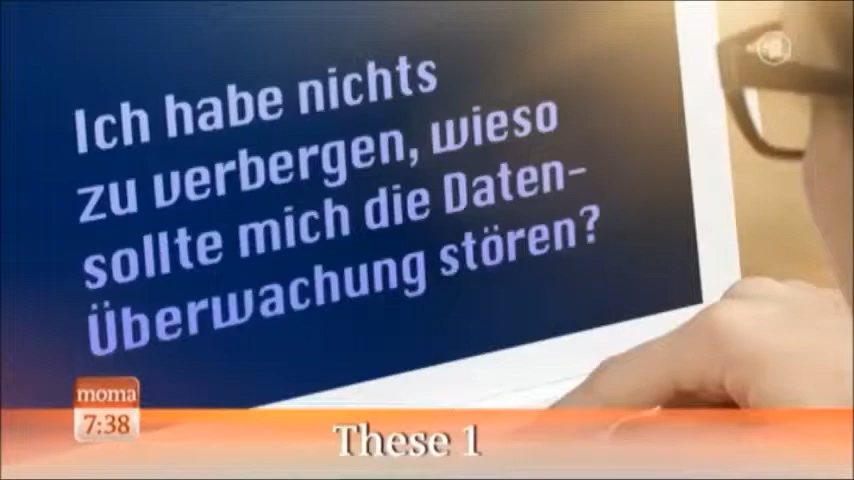 Ich habe nichts
zu verbergen, wieso
sollte mich die Daten-
Überwachung stören?
moma
7:38
These 1